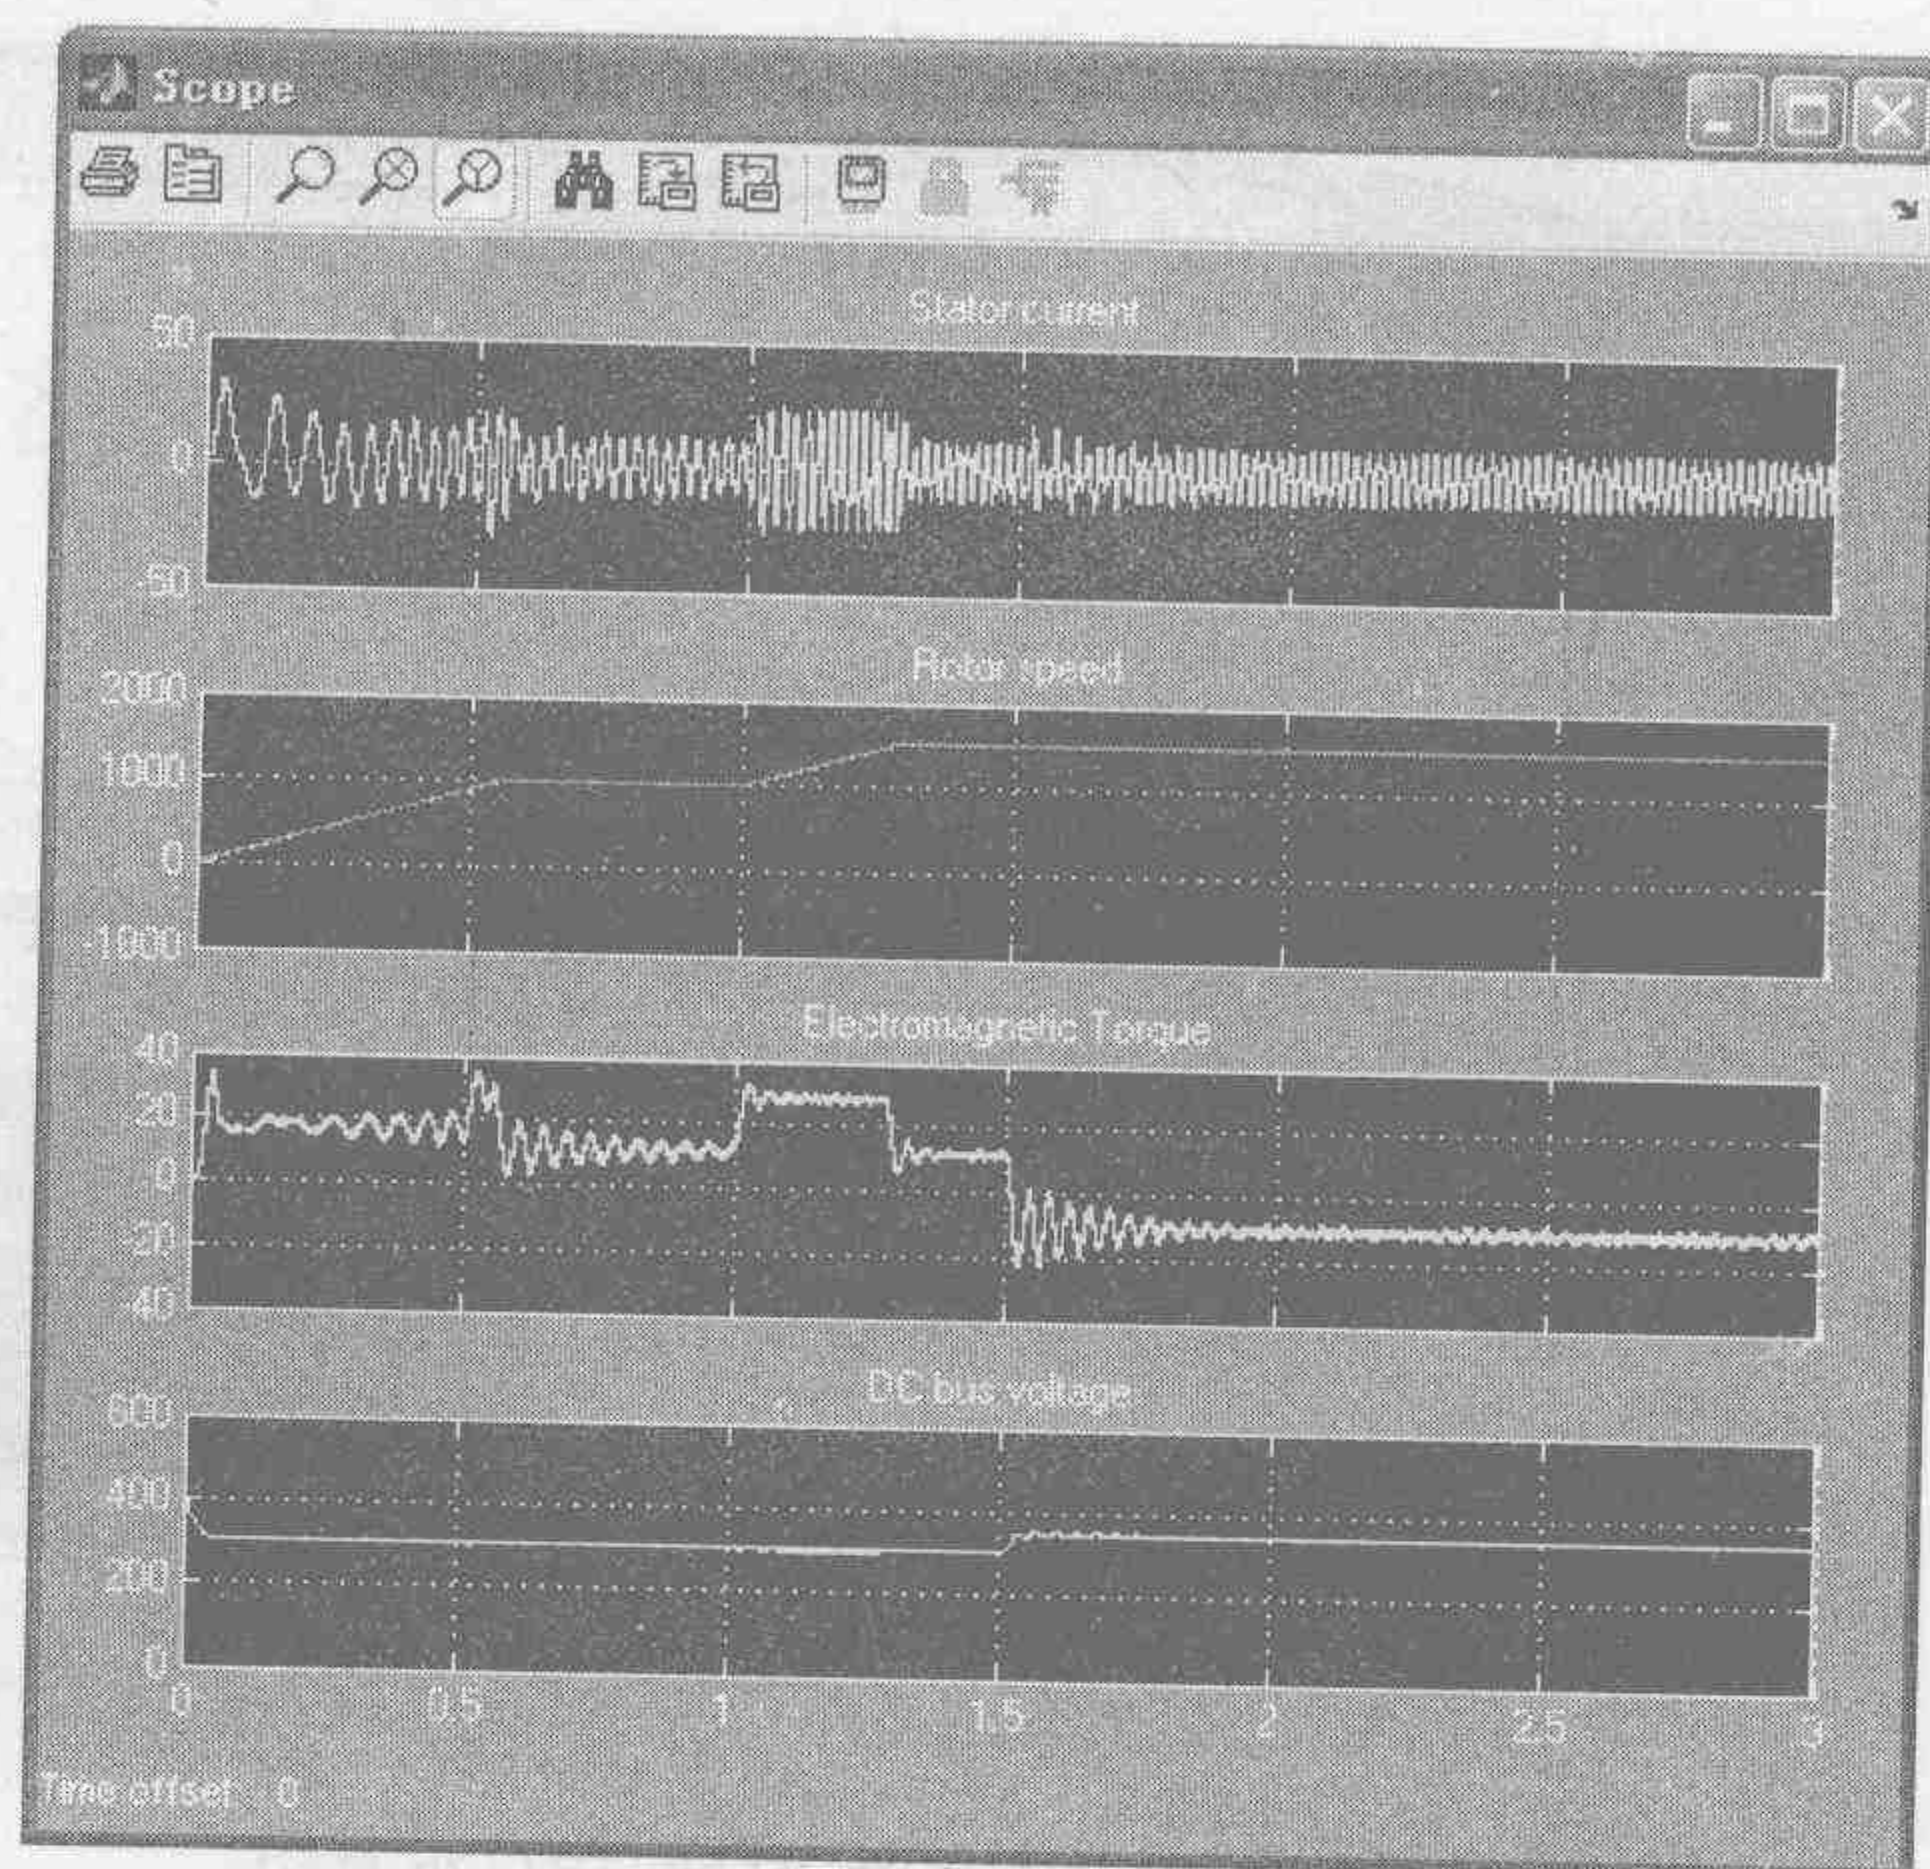 Scope
Stator current
50
0
-50
Rotor speed
2000
1000
0
-1000
Electromagnetic Torque
40
20
0
-20
-40
DC bus voltage
600
400
200
0
0 0.5 1 1.5 2 2.5 3
Time offset: 0